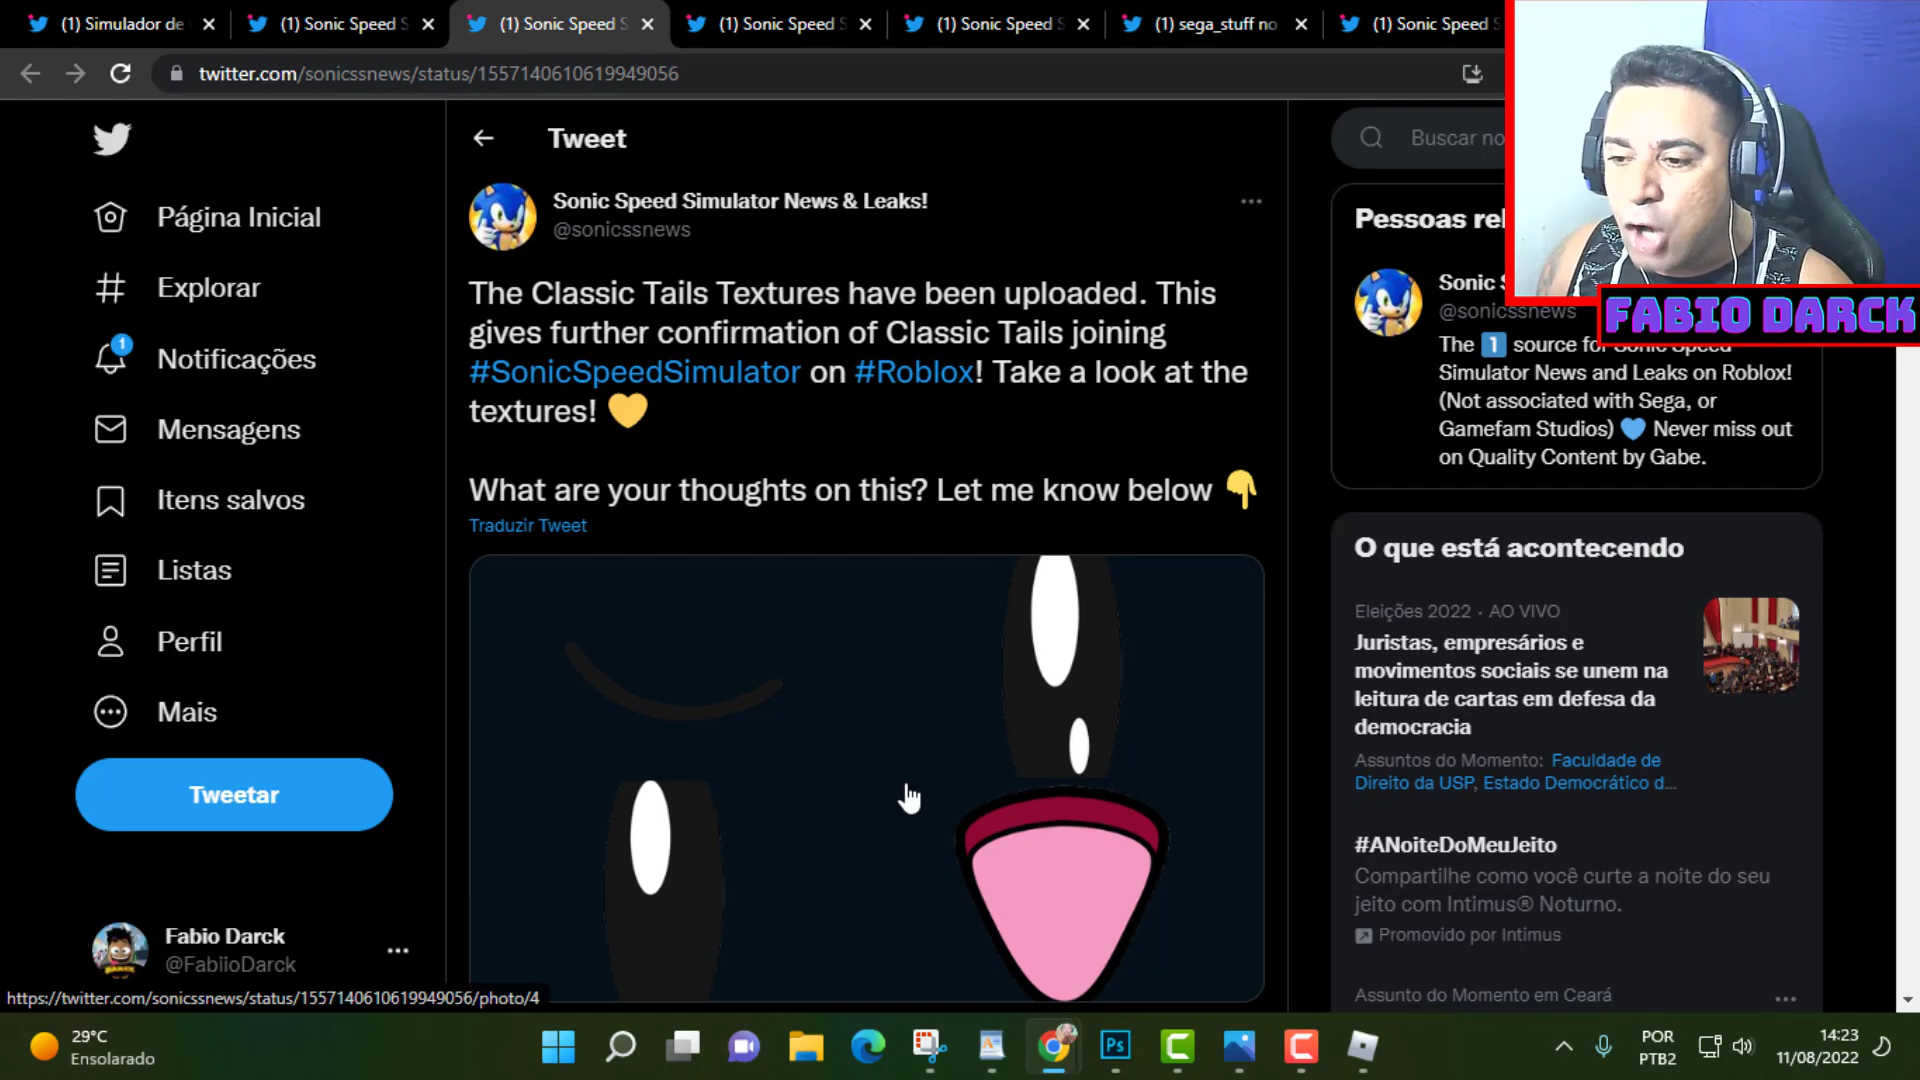 (1) Simulador de
(1) Sonic Speed S
(1) Sonic Speed S
(1) Sonic Speed S
(1) Sonic Speed S
(1) sega_stuff no
(1) Sonic Speed S
twitter.com/sonicssnews/status/1557140610619949056
Página Inicial
Explorar
1
Notificações
Mensagens
Itens salvos
Listas
Perfil
Mais
Tweetar
Fabio Darck
@FabiioDarck
https://twitter.com/sonicssnews/status/1557140610619949056/photo/4
Tweet
Sonic Speed Simulator News & Leaks!
@sonicssnews
The Classic Tails Textures have been uploaded. This
gives further confirmation of Classic Tails joining
#SonicSpeedSimulator on #Roblox! Take a look at the
textures! 💛
What are your thoughts on this? Let me know below 👇
Traduzir Tweet
Buscar no
FABIO DARCK
Pessoas rel
Sonic S
@sonicssnews
The 1 source for Sonic Speed
Simulator News and Leaks on Roblox!
(Not associated with Sega, or
Gamefam Studios) 💙 Never miss out
on Quality Content by Gabe.
O que está acontecendo
Eleições 2022 · AO VIVO
Juristas, empresários e
movimentos sociais se unem na
leitura de cartas em defesa da
democracia
Assuntos do Momento: Faculdade de
Direito da USP, Estado Democrático d...
#ANoiteDoMeuJeito
Compartilhe como você curte a noite do seu
jeito com Intimus® Noturno.
Promovido por Intimus
Assunto do Momento em Ceará
29°C
Ensolarado
Ps
POR
PTB2
14:23
11/08/2022